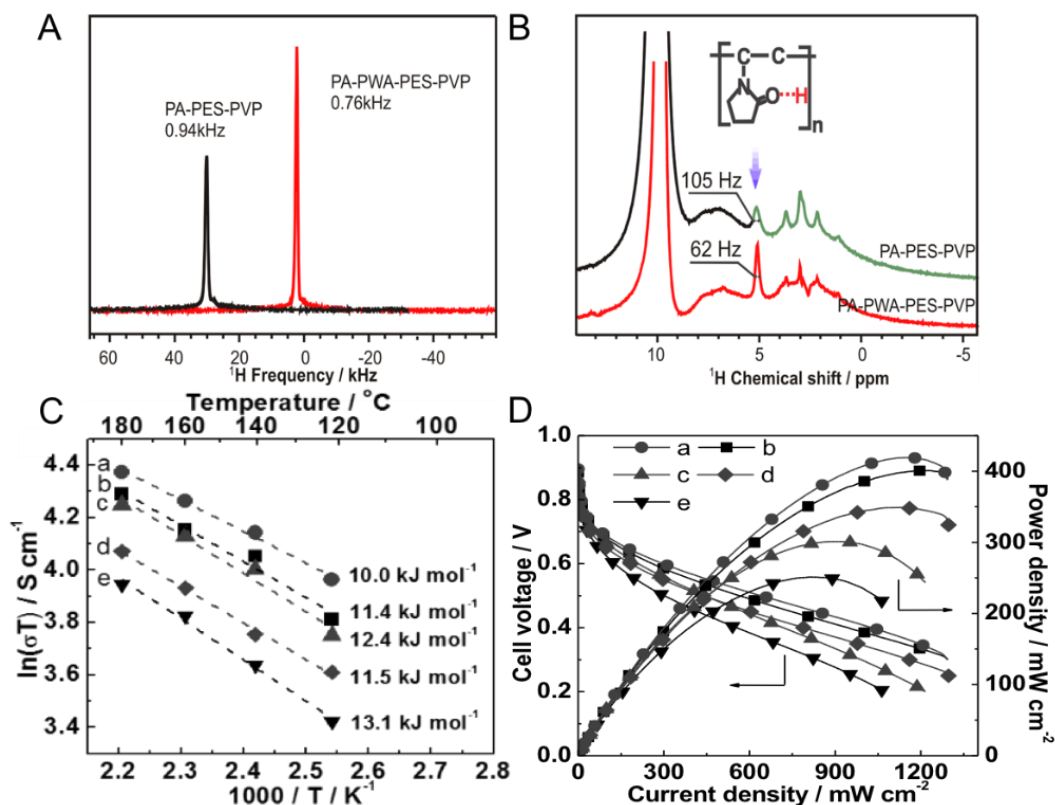 A
PA-PES-PVP
0.94kHz
PA-PWA-PES-PVP
0.76kHz
60 40 20 0 -20 -40
¹H Frequency / kHz
B
C C
N
O H
n
105 Hz
62 Hz
PA-PES-PVP
PA-PWA-PES-PVP
10 5 0 -5
¹H Chemical shift / ppm
C
Temperature / °C
180 160 140 120 100
ln(σT) / S cm⁻¹
4.4
4.2
4.0
3.8
3.6
3.4
a
b
c
d
e
10.0 kJ mol⁻¹
11.4 kJ mol⁻¹
12.4 kJ mol⁻¹
11.5 kJ mol⁻¹
13.1 kJ mol⁻¹
2.2 2.3 2.4 2.5 2.6 2.7 2.8
1000 / T / K⁻¹
D
Cell voltage / V
1.0
0.8
0.6
0.4
0.2
0.0
a b
c d
e
400
300
200
100
0
Power density / mW cm⁻²
0 300 600 900 1200
Current density / mW cm⁻²